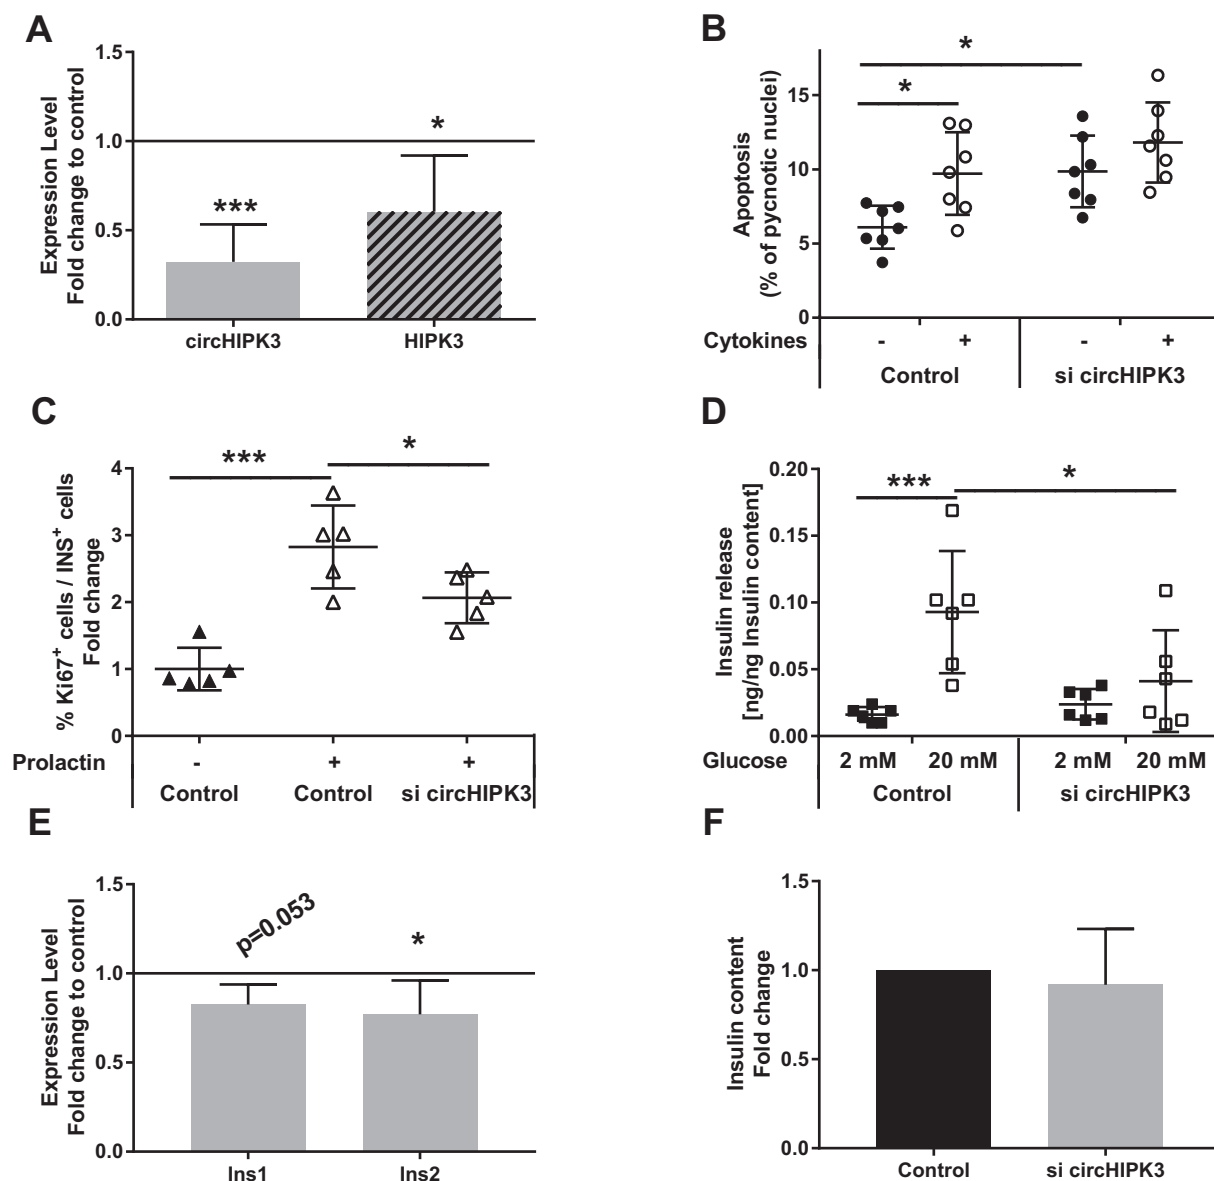 A
Expression Level
Fold change to control
1.5
1.0
0.5
0.0
***
*
circHIPK3
HIPK3
B
Apoptosis
(% of pycnotic nuclei)
15
10
5
0
*
*
Cytokines - + - +
Control si circHIPK3
C
% Ki67+ cells / INS+ cells
Fold change
4
3
2
1
0
***
*
Prolactin - + +
Control Control si circHIPK3
D
Insulin release
[ng/ng Insulin content]
0.20
0.15
0.10
0.05
0.00
***
*
Glucose 2 mM 20 mM 2 mM 20 mM
Control si circHIPK3
E
Expression Level
Fold change to control
1.5
1.0
0.5
0.0
p=0.053
*
Ins1
Ins2
F
Insulin content
Fold change
1.5
1.0
0.5
0.0
Control
si circHIPK3